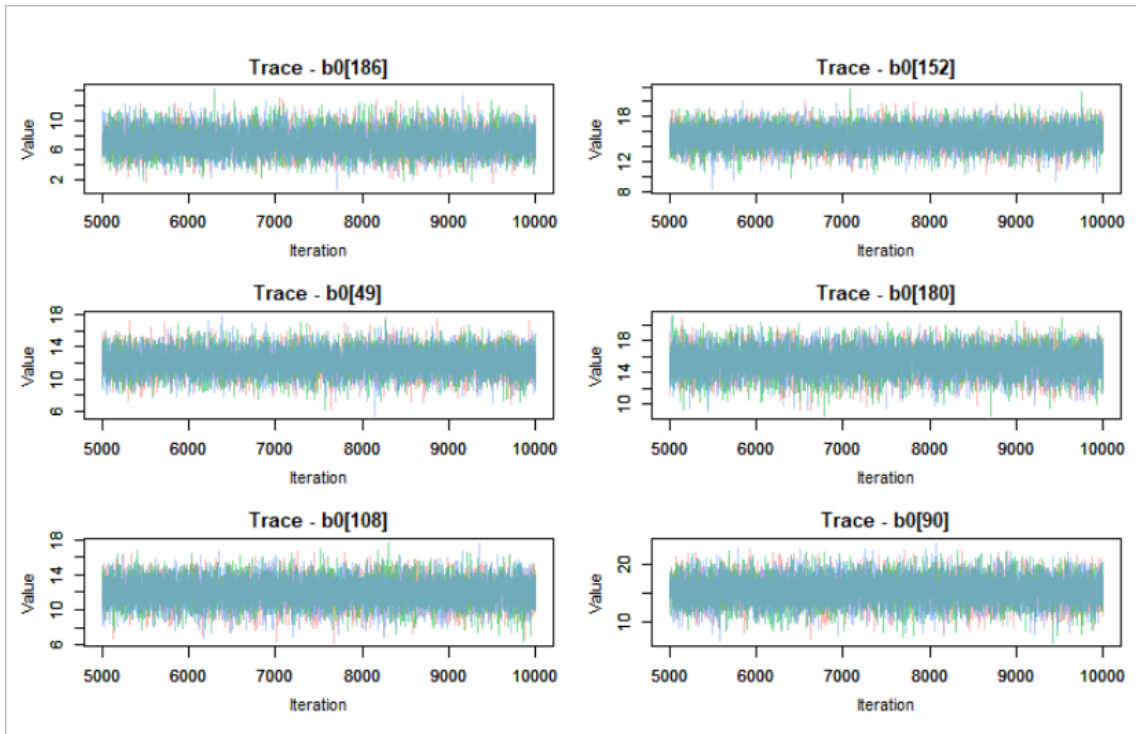 Trace - b0[186]
Value
2 6 10
5000 6000 7000 8000 9000 10000
Iteration
Trace - b0[152]
Value
8 12 18
5000 6000 7000 8000 9000 10000
Iteration
Trace - b0[49]
Value
6 10 14 18
5000 6000 7000 8000 9000 10000
Iteration
Trace - b0[180]
Value
10 14 18
5000 6000 7000 8000 9000 10000
Iteration
Trace - b0[108]
Value
6 10 14 18
5000 6000 7000 8000 9000 10000
Iteration
Trace - b0[90]
Value
10 20
5000 6000 7000 8000 9000 10000
Iteration